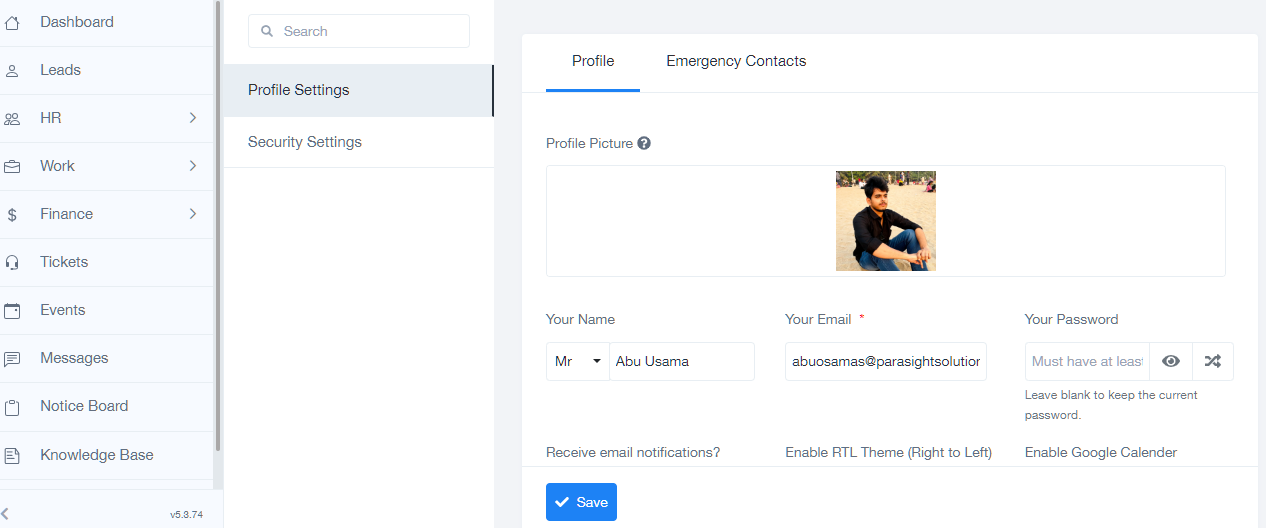 Dashboard
Leads
HR
Work
Finance
Tickets
Events
Messages
Notice Board
Knowledge Base
v5.3.74
Search
Profile Settings
Security Settings
Profile
Emergency Contacts
Profile Picture
Your Name
Your Email *
Your Password
Mr
Abu Usama
abuosamas@parasightsolution
Must have at least
Leave blank to keep the current
password.
Receive email notifications?
Enable RTL Theme (Right to Left)
Enable Google Calender
Save